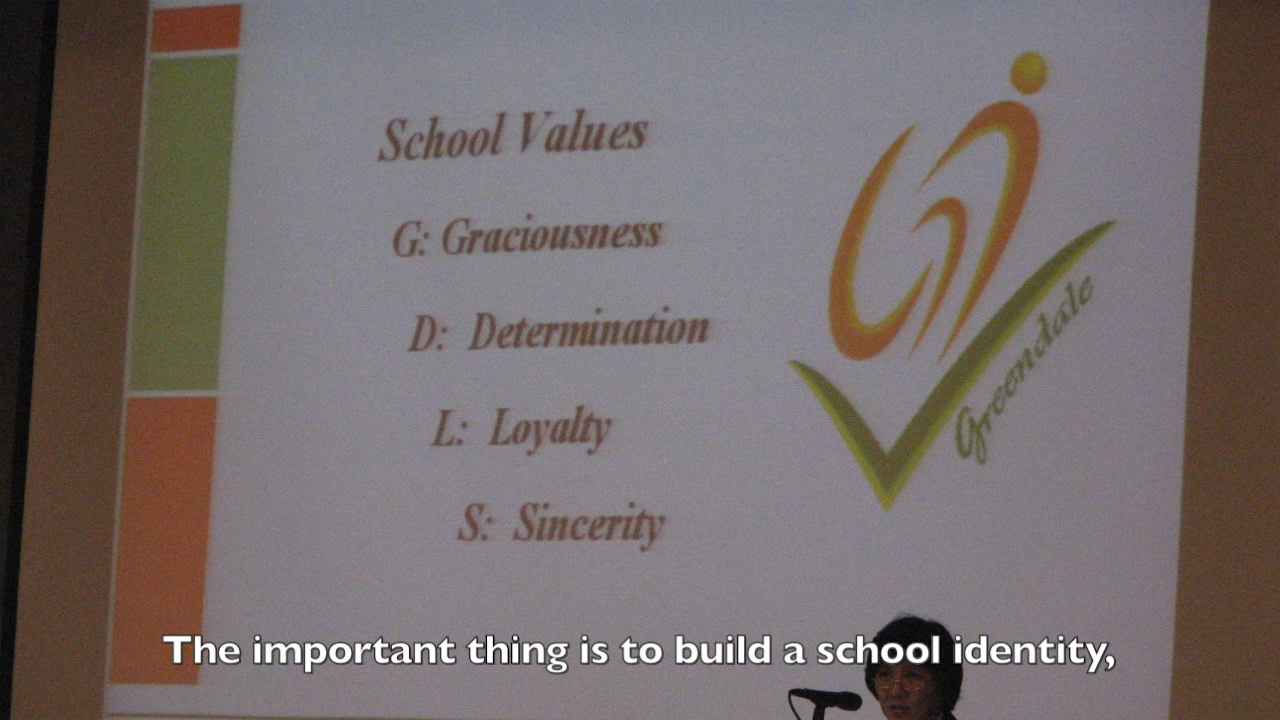 School Values
G: Graciousness
D: Determination
L: Loyalty
S: Sincerity
Greendale
The important thing is to build a school identity,